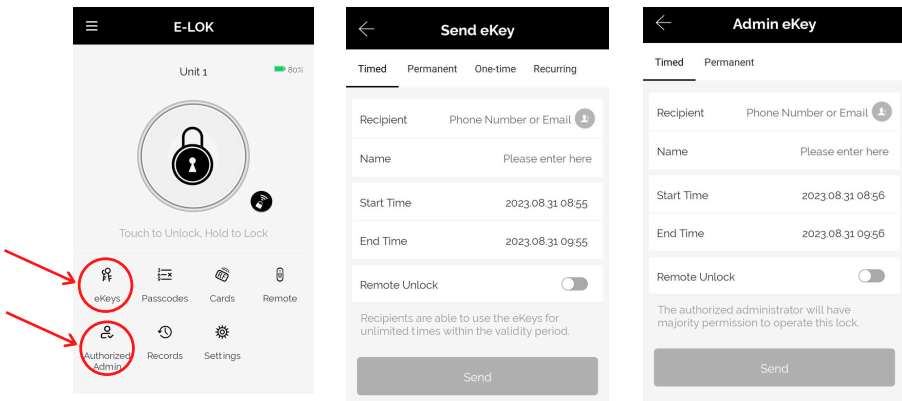 E-LOK
Unit 1
80%
Touch to Unlock, Hold to Lock
eKeys
Passcodes
Cards
Remote
Authorized
Admin
Records
Settings
Send eKey
Timed
Permanent
One-time
Recurring
Recipient
Phone Number or Email
Name
Please enter here
Start Time
2023.08.31 08:55
End Time
2023.08.31 09:55
Remote Unlock
Recipients are able to use the eKeys for
unlimited times within the validity period.
Send
Admin eKey
Timed
Permanent
Recipient
Phone Number or Email
Name
Please enter here
Start Time
2023.08.31 08:56
End Time
2023.08.31 09:56
Remote Unlock
The authorized administrator will have
majority permission to operate this lock.
Send